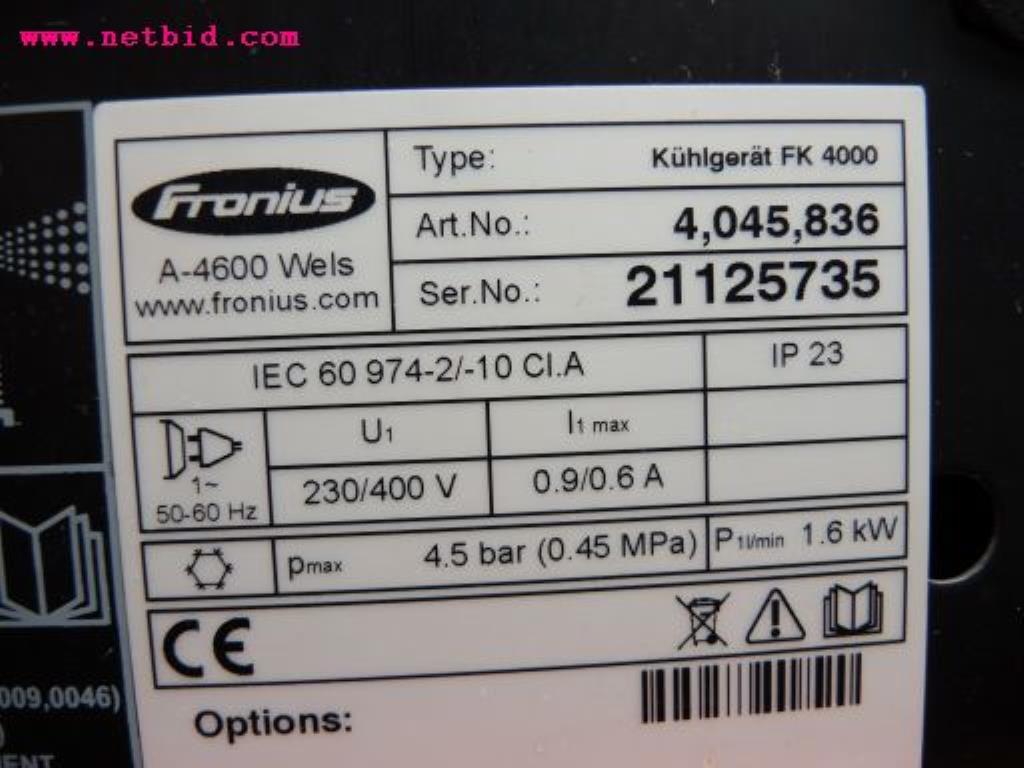 www.netbid.com
Fronius
A-4600 Wels
www.fronius.com
Type: Kühlgerät FK 4000
Art.No.: 4,045,836
Ser.No.: 21125735
IEC 60 974-2/-10 Cl.A IP 23
1~
50-60 Hz
U1 I1 max
230/400 V 0.9/0.6 A
pmax 4.5 bar (0.45 MPa) P1l/min 1.6 kW
CE
Options:
009,0046)